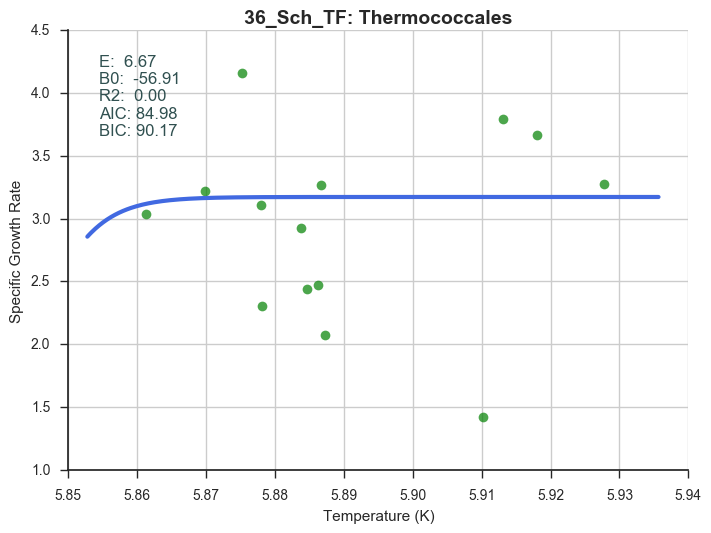 36_Sch_TF: Thermococcales
E:  6.67
B0:  -56.91
R2:  0.00
AIC: 84.98
BIC: 90.17
Specific Growth Rate
4.5
4.0
3.5
3.0
2.5
2.0
1.5
1.0
5.85 5.86 5.87 5.88 5.89 5.90 5.91 5.92 5.93 5.94
Temperature (K)